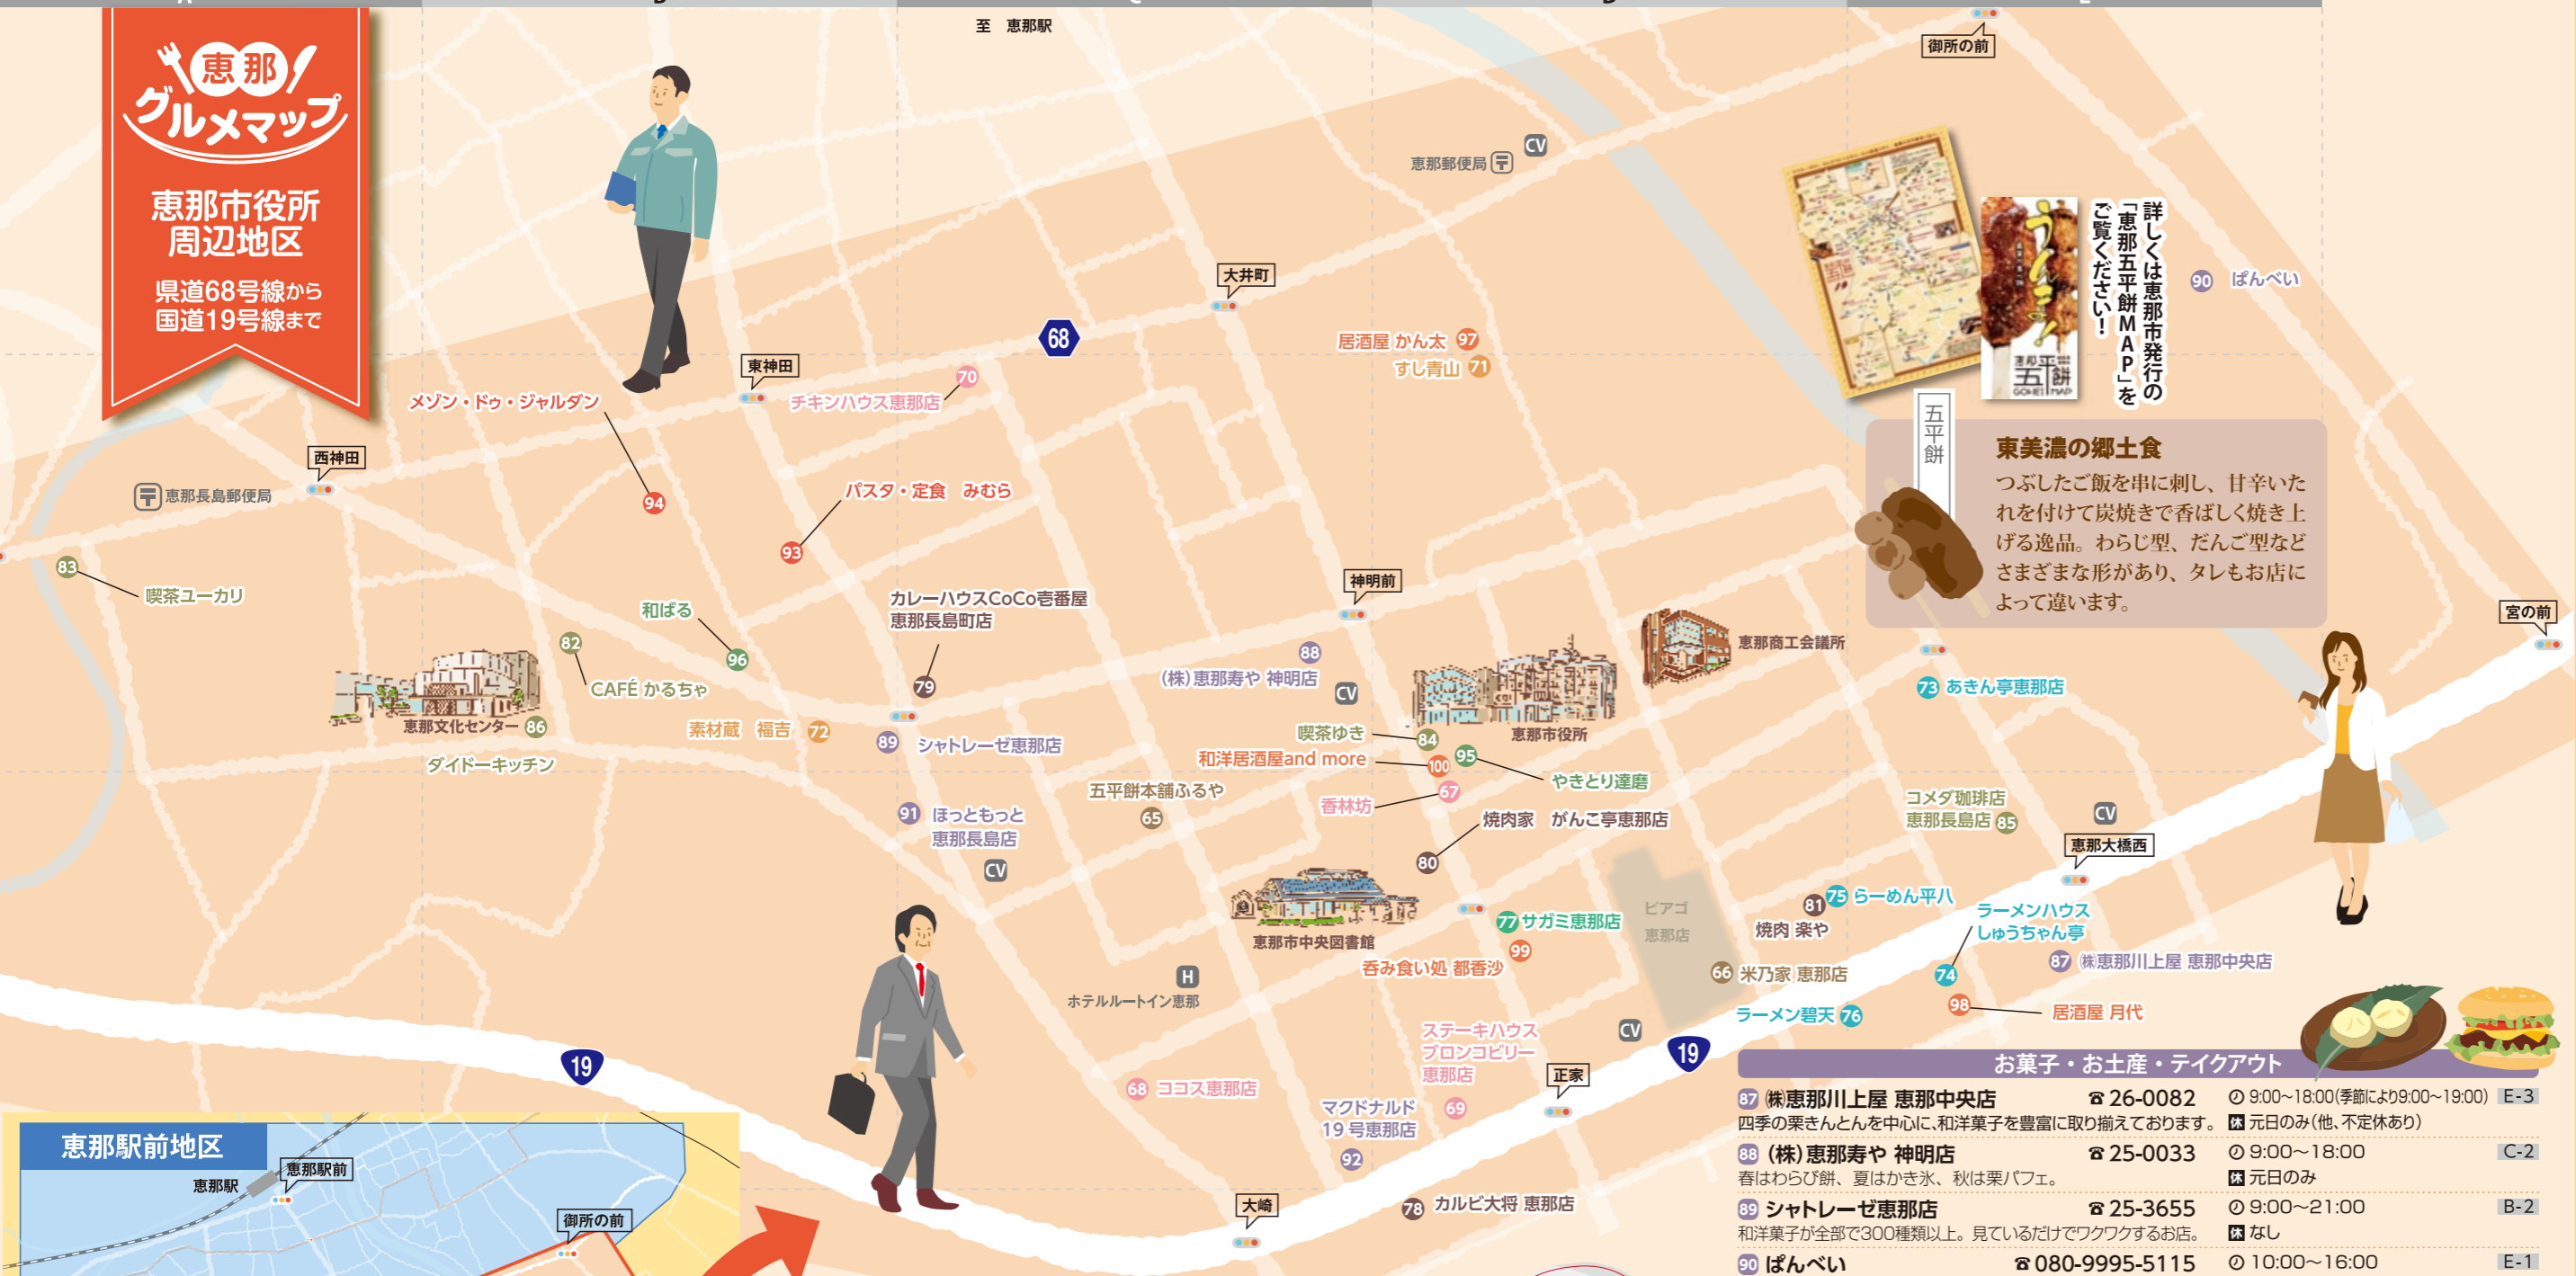 至　恵那駅
恵那
グルメマップ
恵那市役所
周辺地区
県道68号線から
国道19号線まで
御所の前
恵那郵便局
CV
詳しくは恵那市発行の
「恵那五平餅MAP」を
ご覧ください！
五平餅
GOHEI MAP
90 ぱんべい
大井町
68
居酒屋 かん太 97
すし青山 71
東神田
70
チキンハウス恵那店
メゾン・ドゥ・ジャルダン
94
西神田
恵那長島郵便局
パスタ・定食　みむら
93
83
喫茶ユーカリ
五平餅
東美濃の郷土食
つぶしたご飯を串に刺し、甘辛いた
れを付けて炭焼きで香ばしく焼き上
げる逸品。わらじ型、だんご型など
さまざまな形があり、タレもお店に
よって違います。
宮の前
神明前
カレーハウスCoCo壱番屋
恵那長島町店
79
和ばる
96
82
CAFÉ かるちゃ
恵那文化センター 86
ダイドーキッチン
素材蔵　福吉 72
89 シャトレーゼ恵那店
88
(株)恵那寿や 神明店
CV
恵那商工会議所
恵那市役所
73 あきん亭恵那店
喫茶ゆき 84
和洋居酒屋and more 100
95
やきとり達磨
香林坊 67
五平餅本舗ふるや
65
91 ほっともっと
恵那長島店
CV
焼肉家　がんこ亭恵那店
80
コメダ珈琲店
恵那長島店 85
CV
恵那大橋西
恵那市中央図書館
77 サガミ恵那店
99
呑み食い処 都香沙
ピアゴ
恵那店
81 75 らーめん平八
焼肉 楽や
ラーメンハウス
しゅうちゃん亭
74
87 ㈱恵那川上屋 恵那中央店
66 米乃家 恵那店
98 居酒屋 月代
ラーメン碧天 76
H
ホテルルートイン恵那
CV
19
19
ステーキハウス
ブロンコビリー
恵那店
69
正家
68 ココス恵那店
マクドナルド
19号恵那店
92
大崎
78 カルビ大将 恵那店
恵那駅前地区
恵那駅前
恵那駅
御所の前
お菓子・お土産・テイクアウト
87 ㈱恵那川上屋 恵那中央店 ☎26-0082 9:00～18:00(季節により9:00～19:00) E-3
四季の栗きんとんを中心に、和洋菓子を豊富に取り揃えております。 休 元日のみ(他、不定休あり)
88 (株)恵那寿や 神明店 ☎25-0033 9:00～18:00 C-2
春はわらび餅、夏はかき氷、秋は栗パフェ。 休 元日のみ
89 シャトレーゼ恵那店 ☎25-3655 9:00～21:00 B-2
和洋菓子が全部で300種類以上。見ているだけでワクワクするお店。 休 なし
90 ぱんべい ☎080-9995-5115 10:00～16:00 E-1